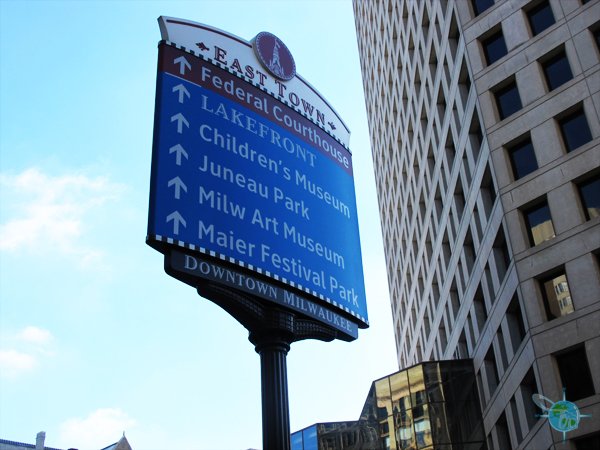 EAST TOWN
Federal Courthouse
LAKEFRONT
Children's Museum
Juneau Park
Milw Art Museum
Maier Festival Park
DOWNTOWN MILWAUKEE